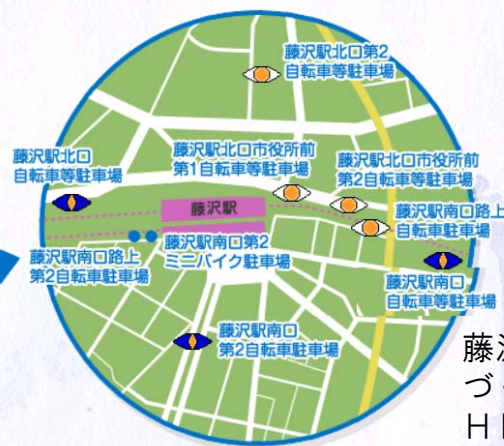 藤沢駅北口第2
自転車等駐車場
藤沢駅北口市役所前
第1自転車等駐車場
藤沢駅北口市役所前
第2自転車等駐車場
藤沢駅北口
自転車等駐車場
藤沢駅
藤沢駅南口路上
自転車駐車場
藤沢駅南口路上
第2自転車駐車場
藤沢駅南口第2
ミニバイク駐車場
藤沢駅南口
自転車等駐車場
藤沢駅南口
第2自転車駐車場
藤沢
づ
H